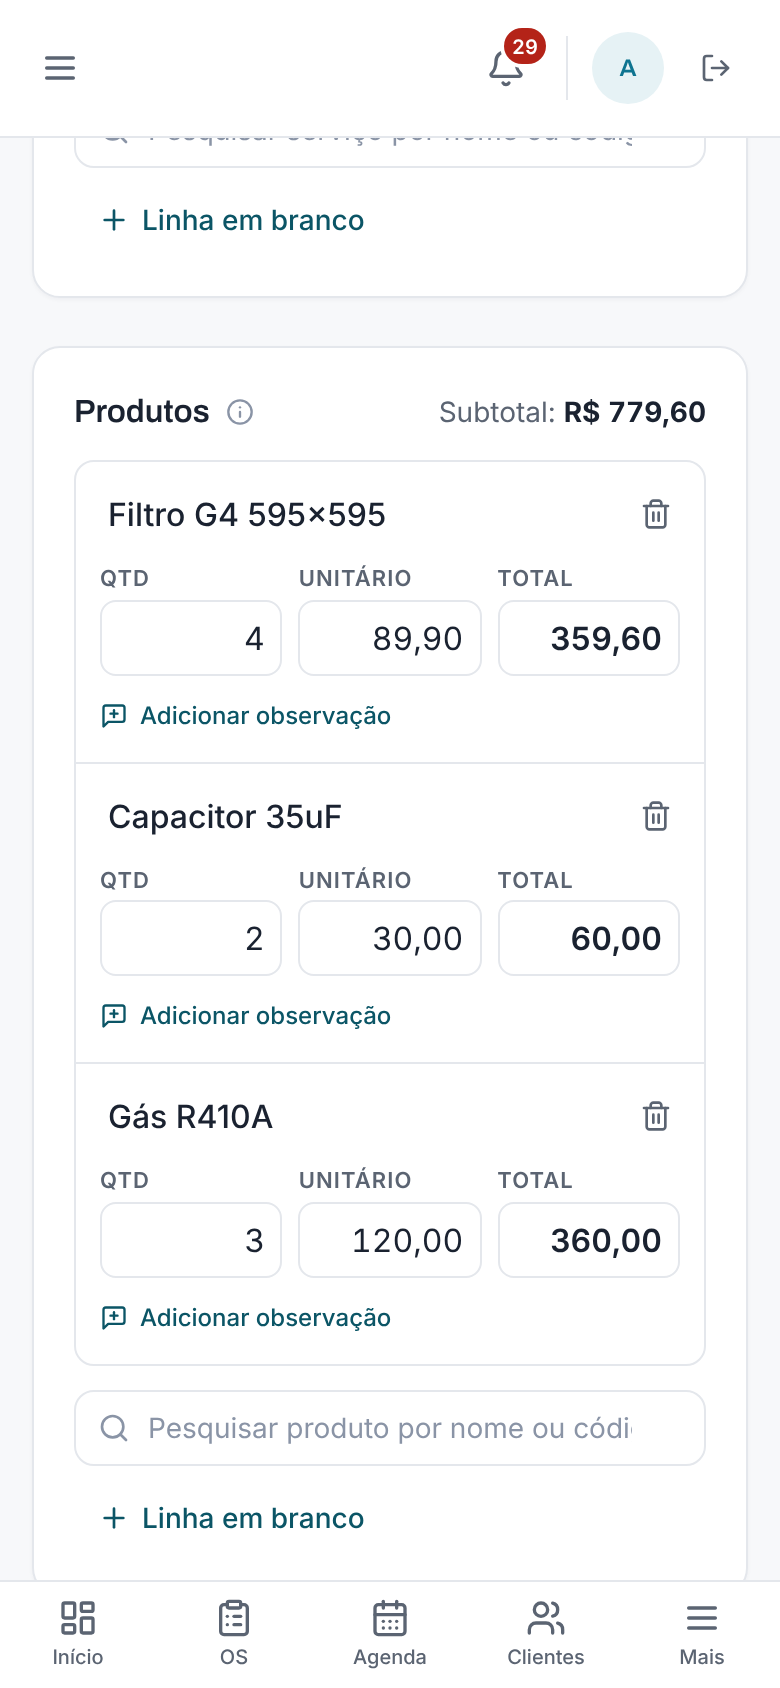 29
A
Linha em branco
Produtos
Subtotal: R$ 779,60
Filtro G4 595×595
QTD UNITÁRIO TOTAL
4 89,90 359,60
Adicionar observação
Capacitor 35uF
QTD UNITÁRIO TOTAL
2 30,00 60,00
Adicionar observação
Gás R410A
QTD UNITÁRIO TOTAL
3 120,00 360,00
Adicionar observação
Pesquisar produto por nome ou códi
Linha em branco
Início OS Agenda Clientes Mais